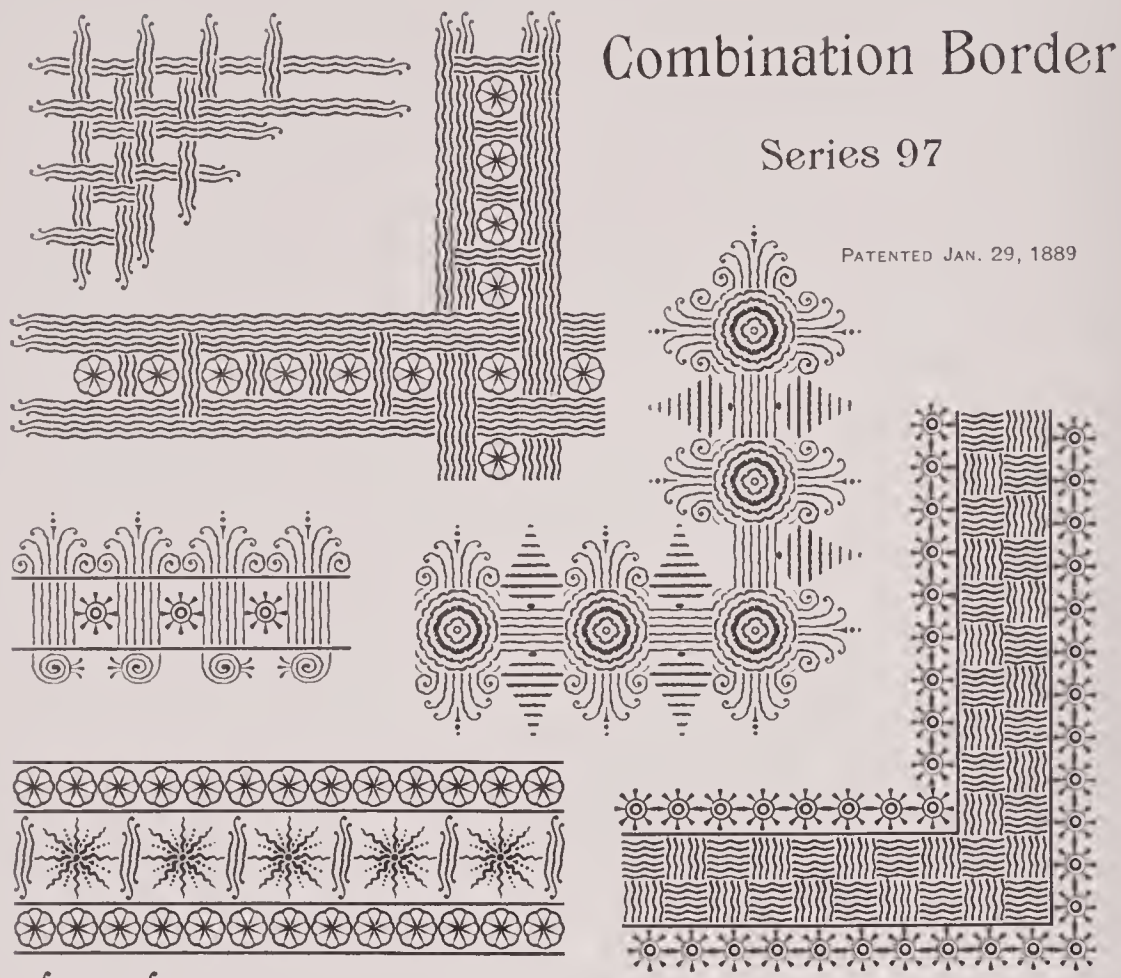 Combination Border
Series 97
PATENTED JAN. 29, 1889